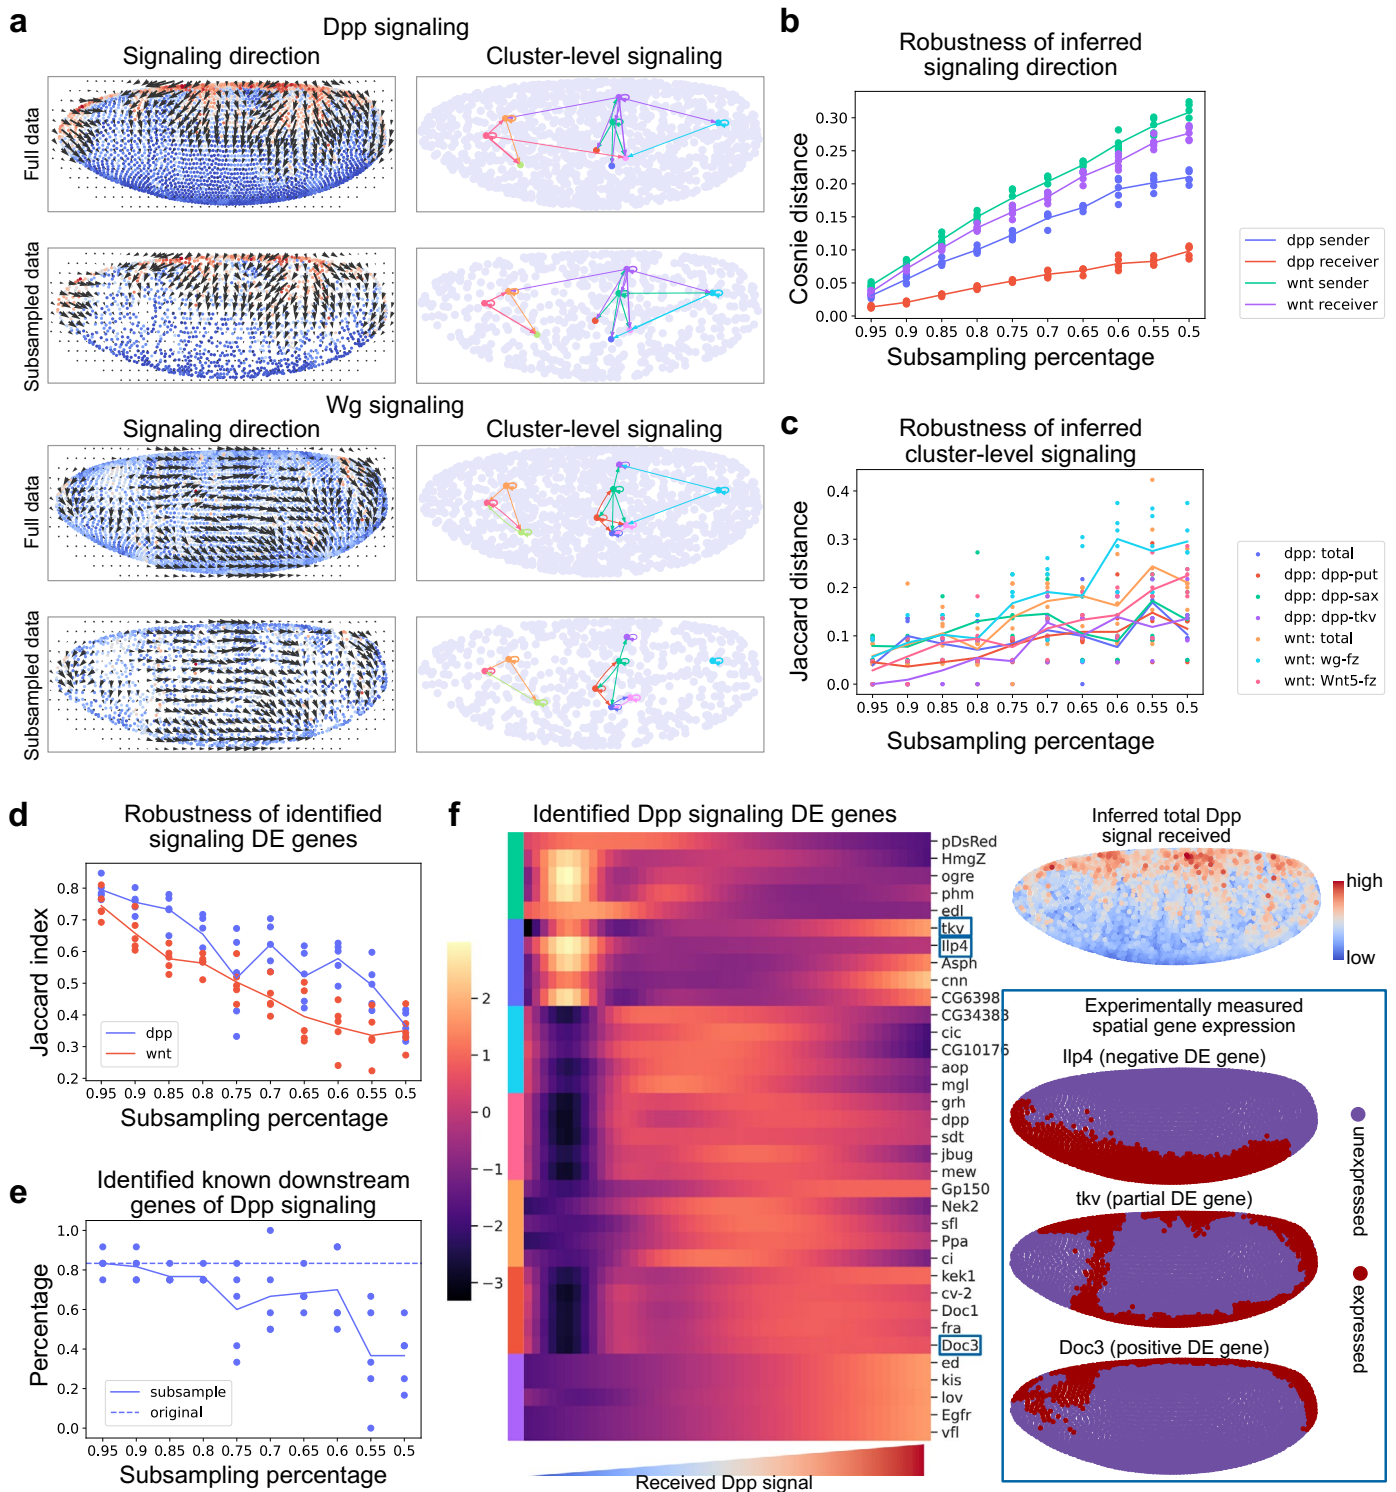 a
Dpp signaling
Signaling direction
Cluster-level signaling
Full data
Subsampled data
Wg signaling
Signaling direction
Cluster-level signaling
Full data
Subsampled data
b
Robustness of inferred
signaling direction
Cosnie distance
0.30
0.25
0.20
0.15
0.10
0.05
0.00
0.95 0.9 0.85 0.8 0.75 0.7 0.65 0.6 0.55 0.5
Subsampling percentage
dpp sender
dpp receiver
wnt sender
wnt receiver
c
Robustness of inferred
cluster-level signaling
Jaccard distance
0.4
0.3
0.2
0.1
0.0
0.95 0.9 0.85 0.8 0.75 0.7 0.65 0.6 0.55 0.5
Subsampling percentage
dpp: total
dpp: dpp-put
dpp: dpp-sax
dpp: dpp-tkv
wnt: total
wnt: wg-fz
wnt: Wnt5-fz
d
Robustness of identified
signaling DE genes
Jaccard index
0.8
0.7
0.6
0.5
0.4
0.3
0.2
dpp
wnt
0.95 0.9 0.85 0.8 0.75 0.7 0.65 0.6 0.55 0.5
Subsampling percentage
e
Identified known downstream
genes of Dpp signaling
Percentage
1.0
0.8
0.6
0.4
0.2
0.0
subsample
original
0.95 0.9 0.85 0.8 0.75 0.7 0.65 0.6 0.55 0.5
Subsampling percentage
f
Identified Dpp signaling DE genes
2
1
0
−1
−2
−3
pDsRed
HmgZ
ogre
phm
edl
tkv
Ilp4
Asph
cnn
CG6398
CG34383
cic
CG10176
aop
mgl
grh
dpp
sdt
jbug
mew
Gp150
Nek2
sfl
Ppa
ci
kek1
cv-2
Doc1
fra
Doc3
ed
kis
lov
Egfr
vfl
Received Dpp signal
Inferred total Dpp
signal received
high
low
Experimentally measured
spatial gene expression
Ilp4 (negative DE gene)
tkv (partial DE gene)
Doc3 (positive DE gene)
unexpressed
expressed